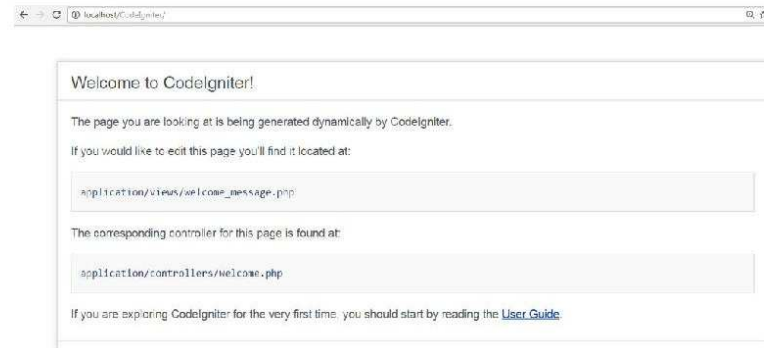 localhost/CodeIgniter/
Welcome to CodeIgniter!
The page you are looking at is being generated dynamically by CodeIgniter.
If you would like to edit this page you'll find it located at:
application/views/welcome_message.php
The corresponding controller for this page is found at:
application/controllers/Welcome.php
If you are exploring CodeIgniter for the very first time, you should start by reading the User Guide.